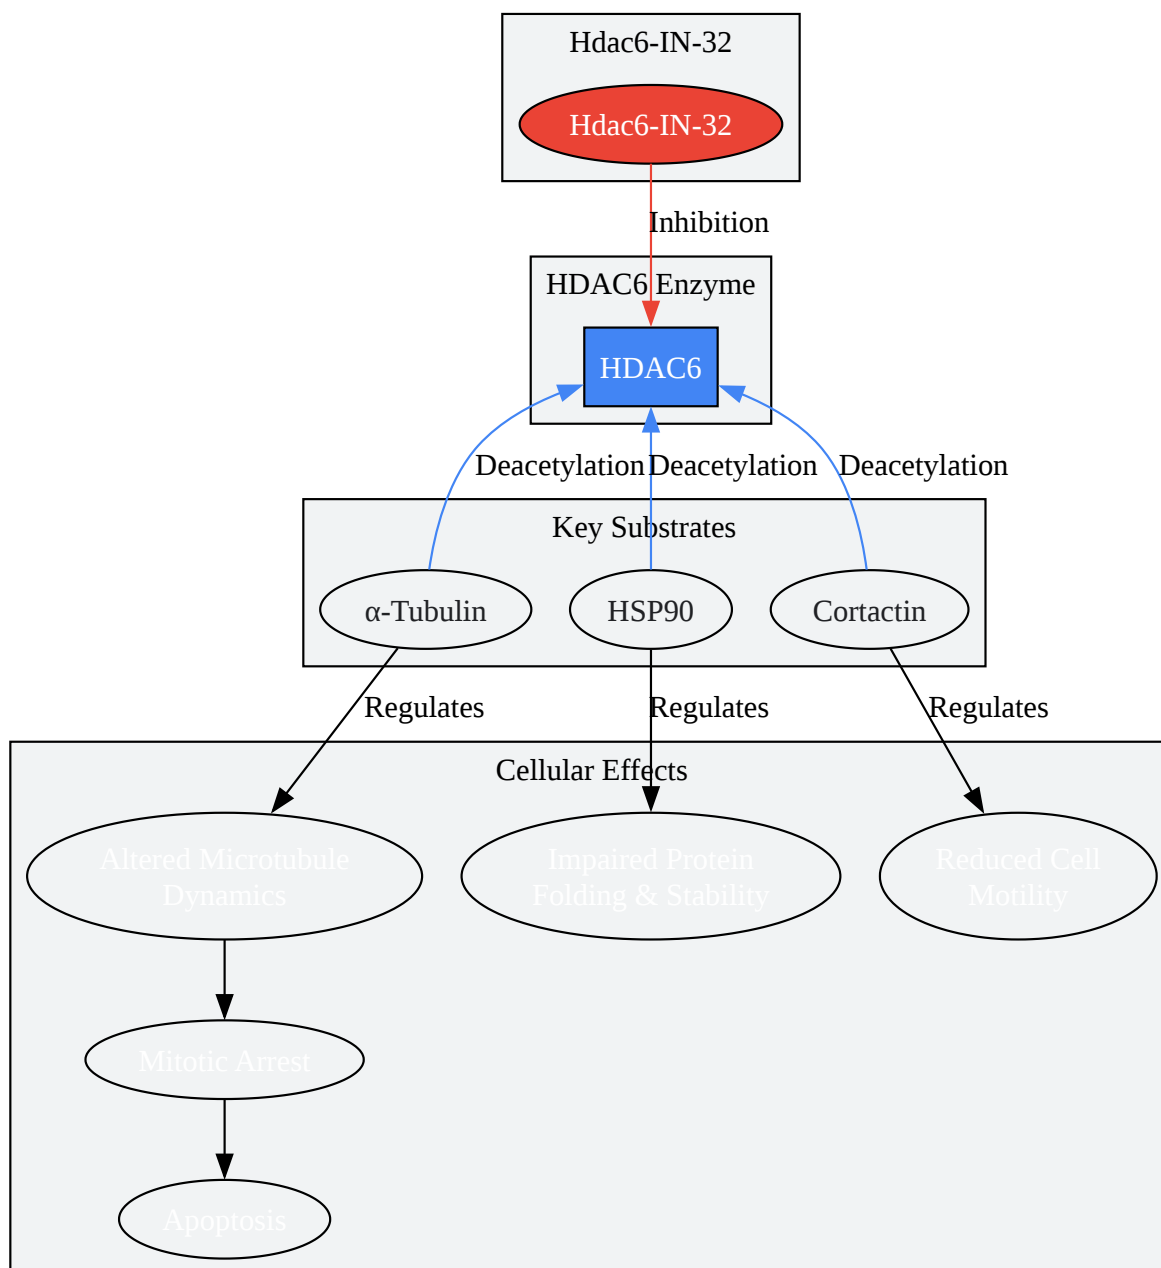 Hdac6-IN-32
Hdac6-IN-32
Inhibition
HDAC6 Enzyme
HDAC6
Deacetylation
Deacetylation
Deacetylation
Key Substrates
α-Tubulin
HSP90
Cortactin
Regulates
Regulates
Regulates
Cellular Effects
Altered Microtubule
Dynamics
Impaired Protein
Folding & Stability
Reduced Cell
Motility
Mitotic Arrest
Apoptosis